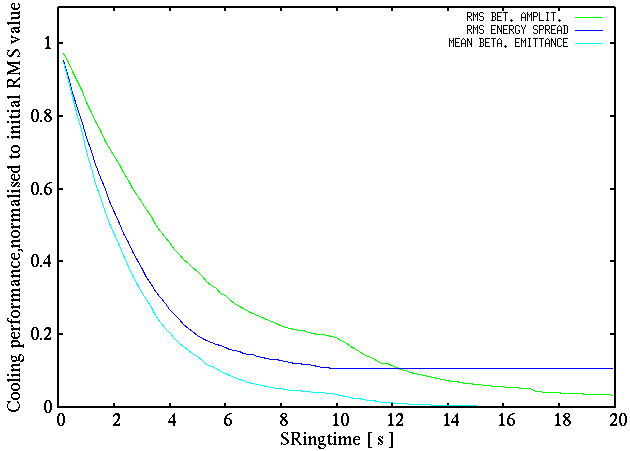 Cooling performance,normalised to initial RMS value
RMS BET. AMPLIT.
RMS ENERGY SPREAD
MEAN BETA. EMITTANCE
1
0.8
0.6
0.4
0.2
0
0 2 4 6 8 10 12 14 16 18 20
SRingtime [ s ]